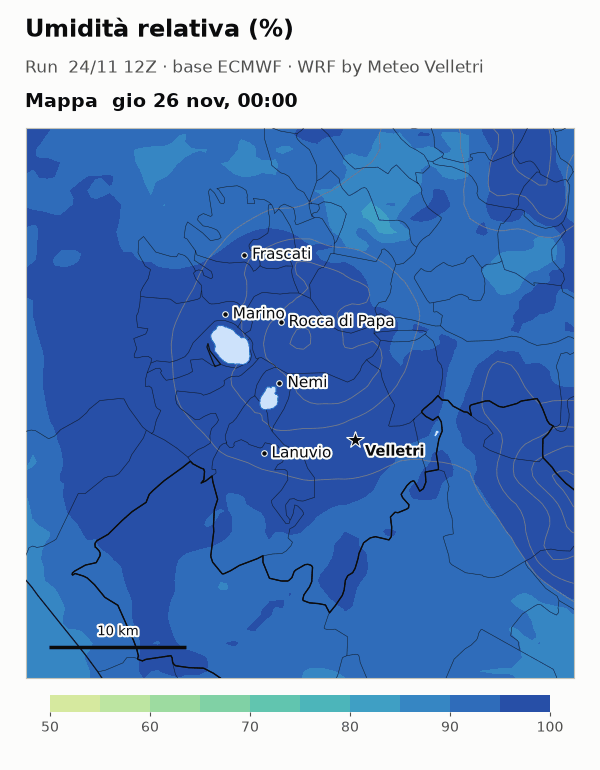 Umidità relativa (%)
Run  24/11 12Z · base ECMWF · WRF by Meteo Velletri
Mappa  gio 26 nov, 00:00
Frascati
Marino
Rocca di Papa
Nemi
Velletri
Lanuvio
10 km
50 60 70 80 90 100